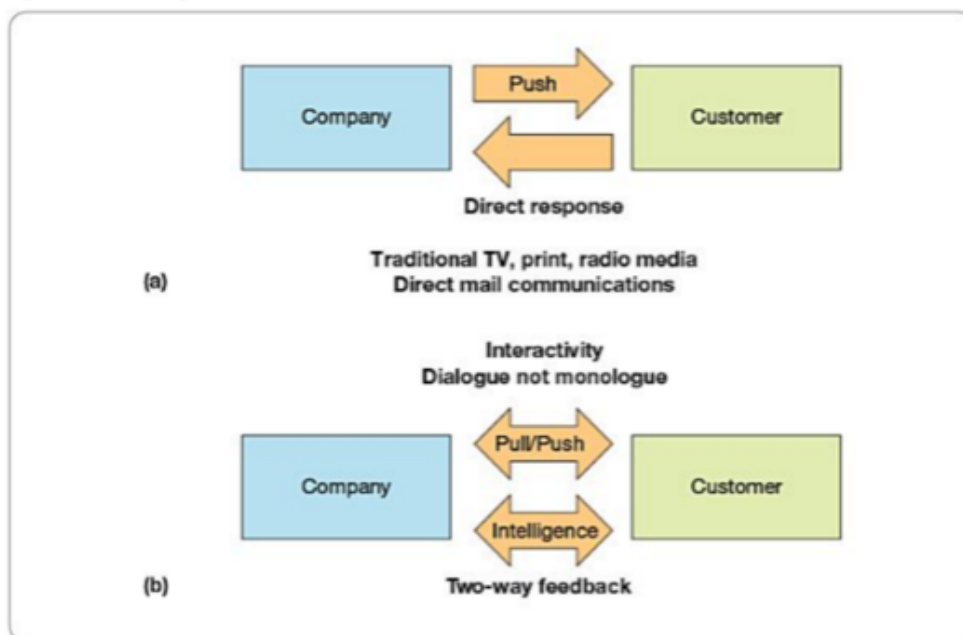 Company
Push
Customer
Direct response
Traditional TV, print, radio media
Direct mail communications
(a)
Interactivity
Dialogue not monologue
Company
Pull/Push
Intelligence
Customer
Two-way feedback
(b)